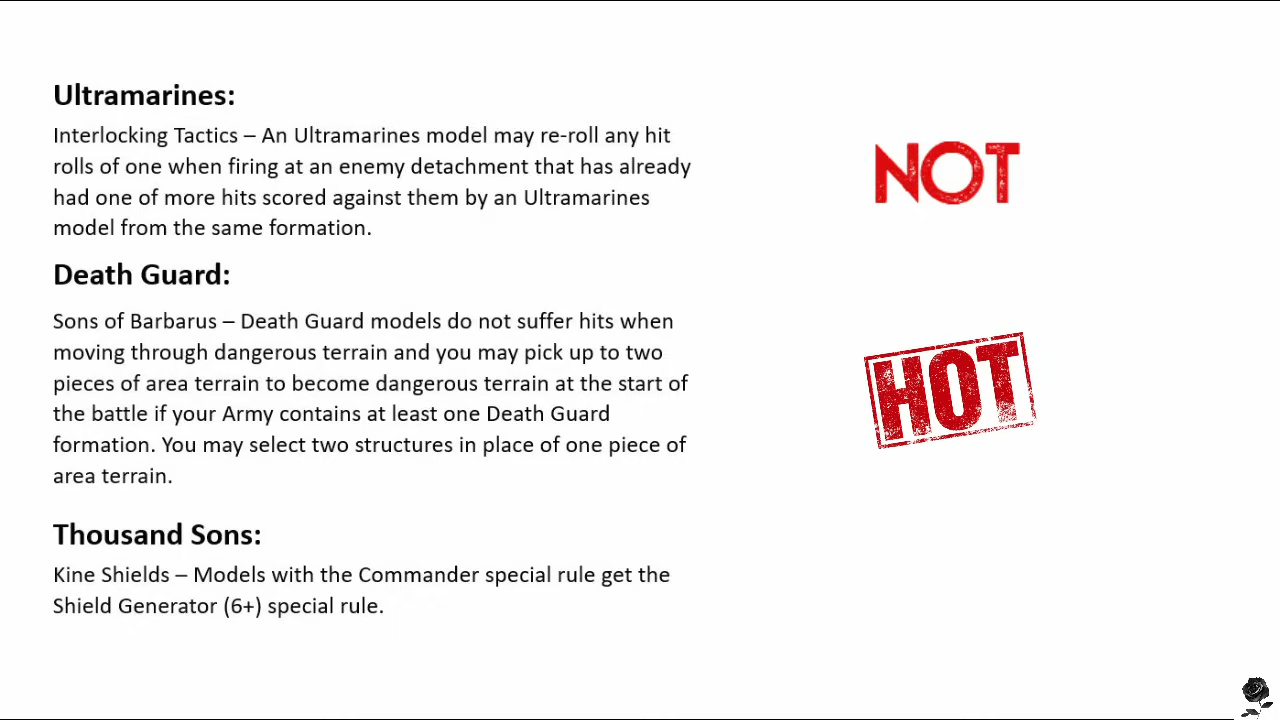 Ultramarines:
Interlocking Tactics – An Ultramarines model may re-roll any hit
rolls of one when firing at an enemy detachment that has already
had one of more hits scored against them by an Ultramarines
model from the same formation.
NOT
Death Guard:
Sons of Barbarus – Death Guard models do not suffer hits when
moving through dangerous terrain and you may pick up to two
pieces of area terrain to become dangerous terrain at the start of
the battle if your Army contains at least one Death Guard
formation. You may select two structures in place of one piece of
area terrain.
HOT
Thousand Sons:
Kine Shields – Models with the Commander special rule get the
Shield Generator (6+) special rule.